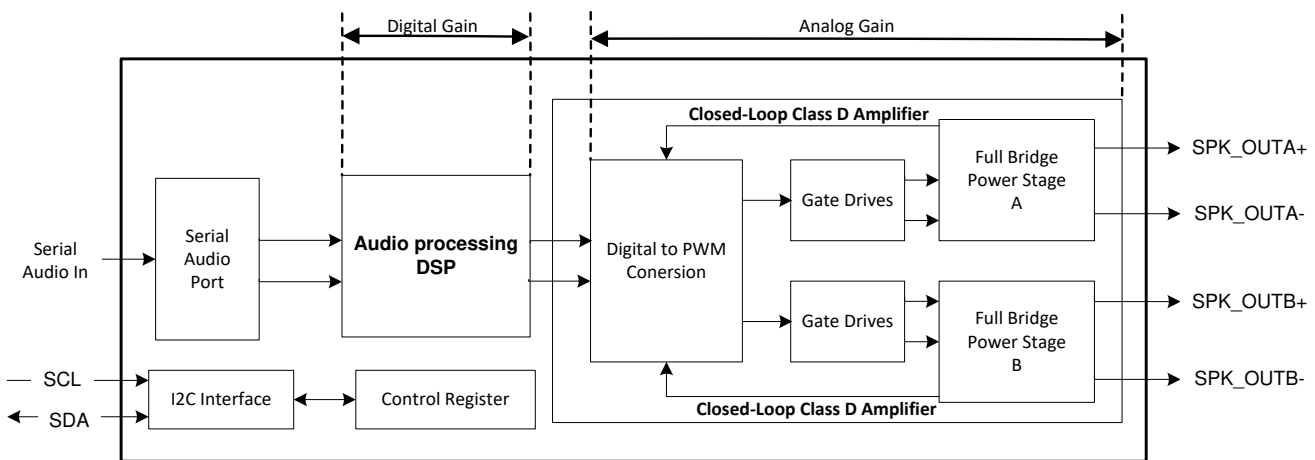 Digital Gain
Analog Gain
Closed-Loop Class D Amplifier
Serial
Audio In
Serial
Audio
Port
Audio processing
DSP
Digital to PWM
Conersion
Gate Drives
Full Bridge
Power Stage
A
SPK_OUTA+
SPK_OUTA-
Gate Drives
Full Bridge
Power Stage
B
SPK_OUTB+
SPK_OUTB-
Closed-Loop Class D Amplifier
SCL
SDA
I2C Interface
Control Register